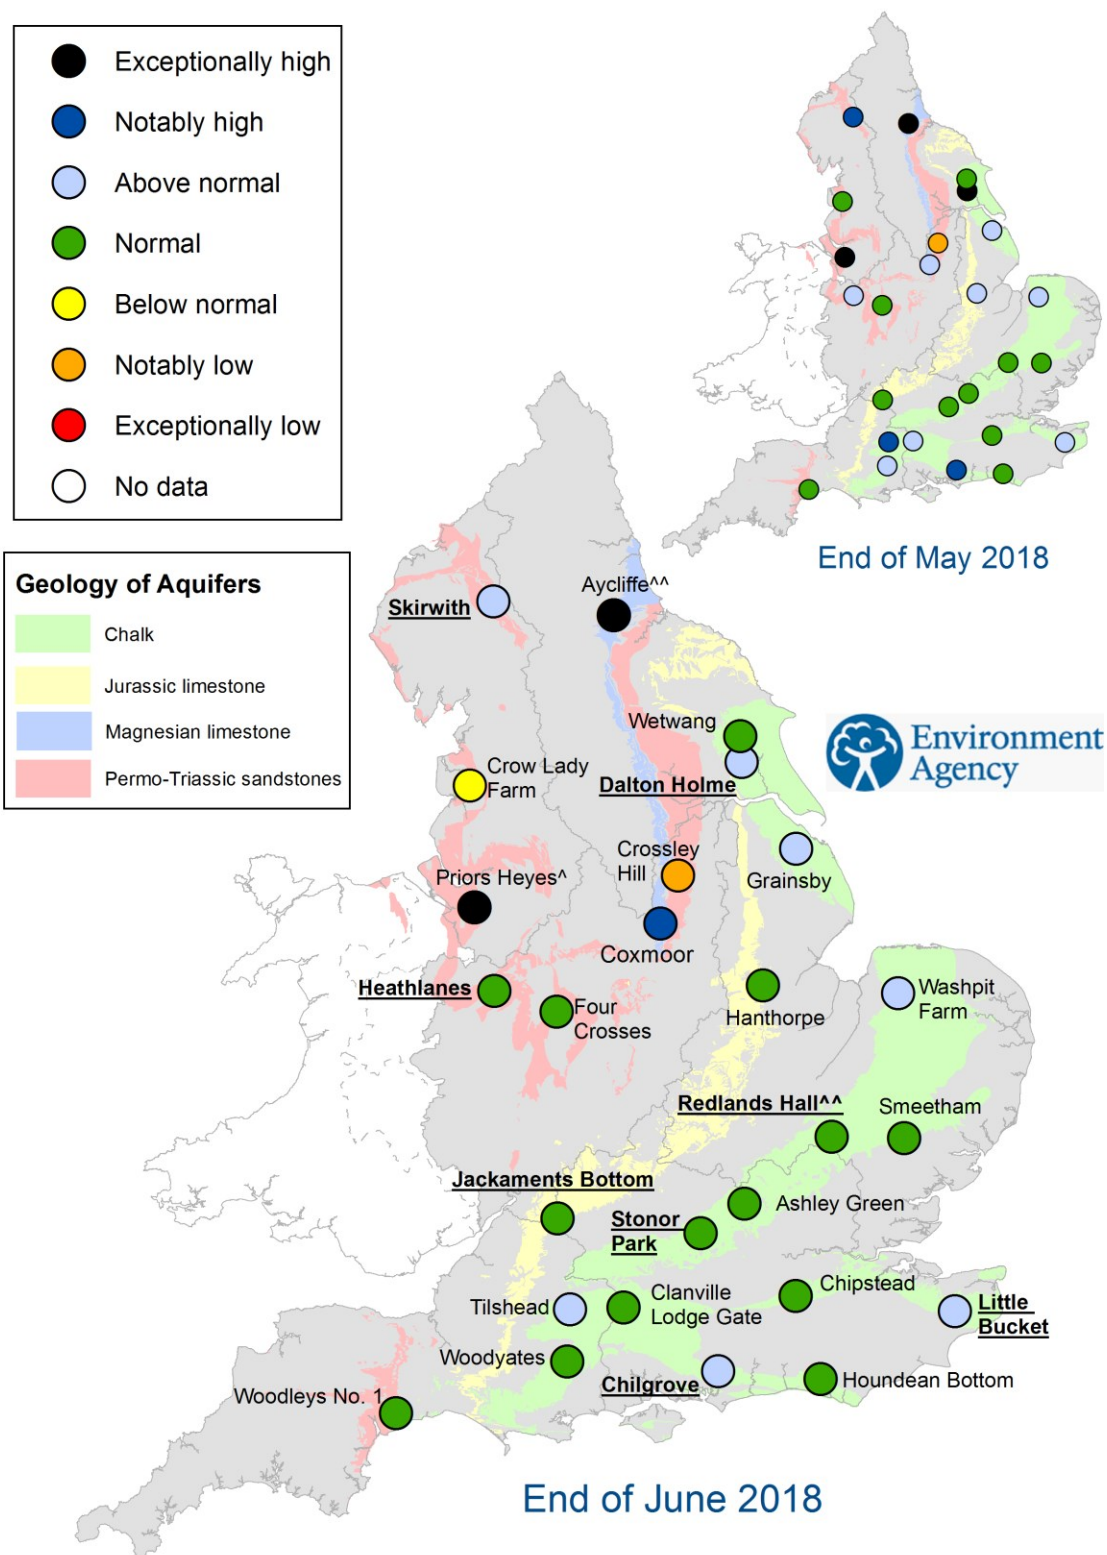 Exceptionally high
Notably high
Above normal
Normal
Below normal
Notably low
Exceptionally low
No data
End of May 2018
Geology of Aquifers
Chalk
Jurassic limestone
Magnesian limestone
Permo-Triassic sandstones
Aycliffe^^
Skirwith
Wetwang
Environment
Agency
Crow Lady
Farm
Dalton Holme
Crossley
Hill
Grainsby
Priors Heyes^
Coxmoor
Heathlanes
Four
Crosses
Hanthorpe
Washpit
Farm
Redlands Hall^^
Smeetham
Jackaments Bottom
Ashley Green
Stonor
Park
Tilshead
Clanville
Lodge Gate
Chipstead
Little
Bucket
Woodyates
Chilgrove
Houndean Bottom
Woodleys No. 1
End of June 2018